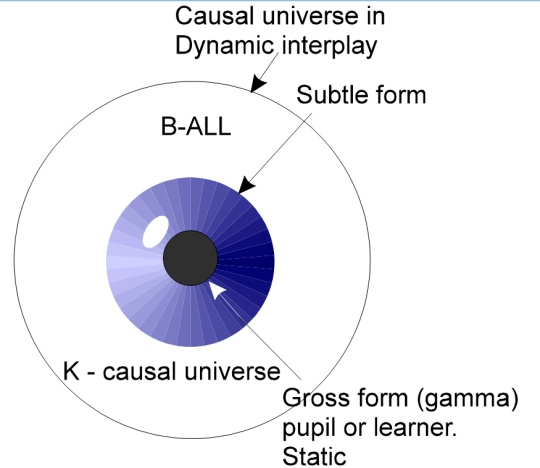 Causal universe in
Dynamic interplay
Subtle form
B-ALL
K - causal universe
Gross form (gamma)
pupil or learner.
Static